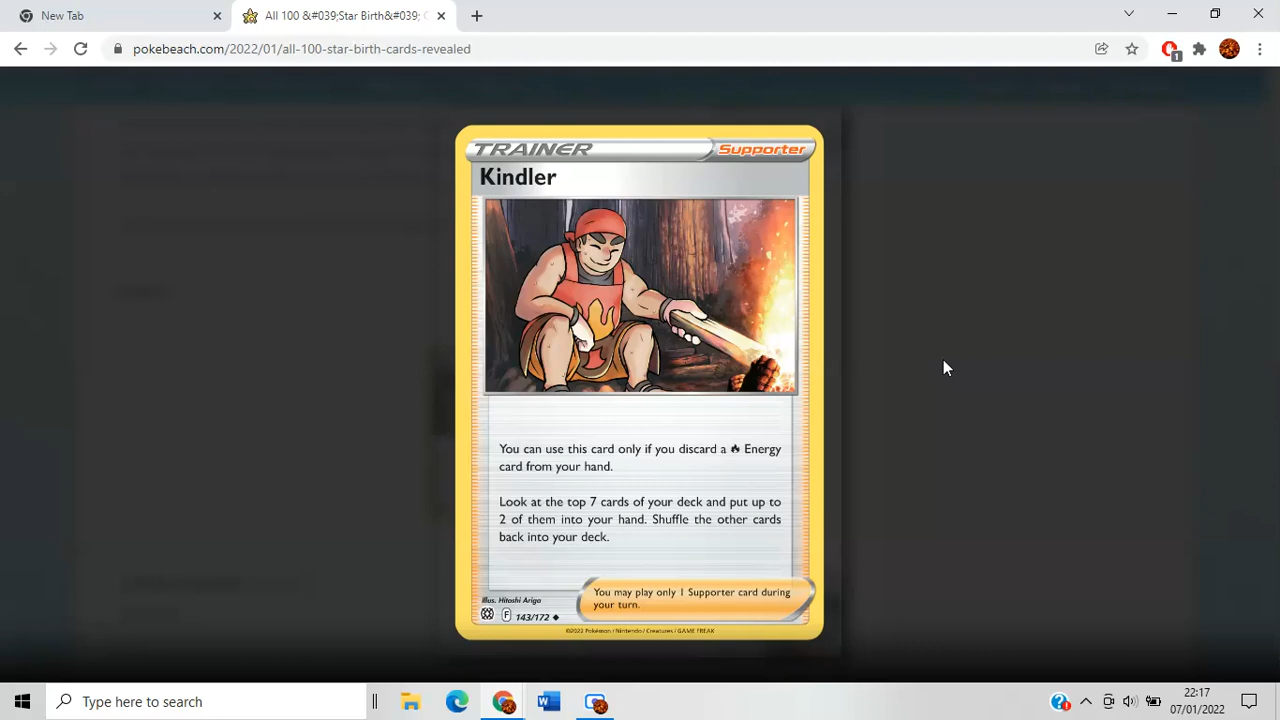 New Tab
All 100 &#039;Star Birth&#039; C
pokebeach.com/2022/01/all-100-star-birth-cards-revealed
1
TRAINER
Supporter
Kindler
You can use this card only if you discard a Energy
card from your hand.
Look at the top 7 cards of your deck and put up to
2 of them into your hand. Shuffle the other cards
back into your deck.
You may play only 1 Supporter card during
your turn.
Illus. Hitoshi Ariga
F 143/172
©2022 Pokémon / Nintendo / Creatures / GAME FREAK
Type here to search
22:17
07/01/2022